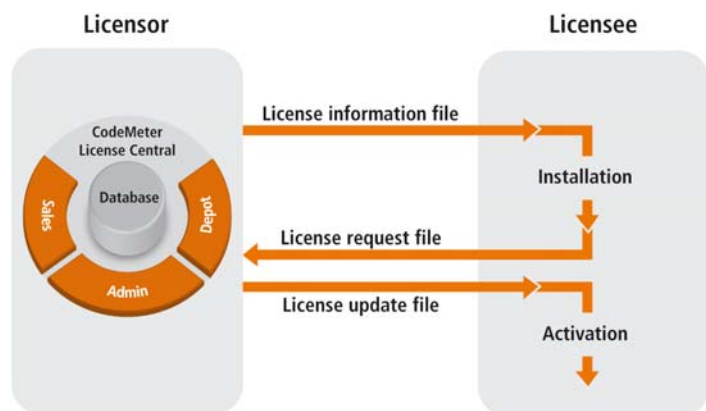 Licensor
Licensee
CodeMeter
License Central
Database
Sales
Depot
Admin
License information file
Installation
License request file
License update file
Activation